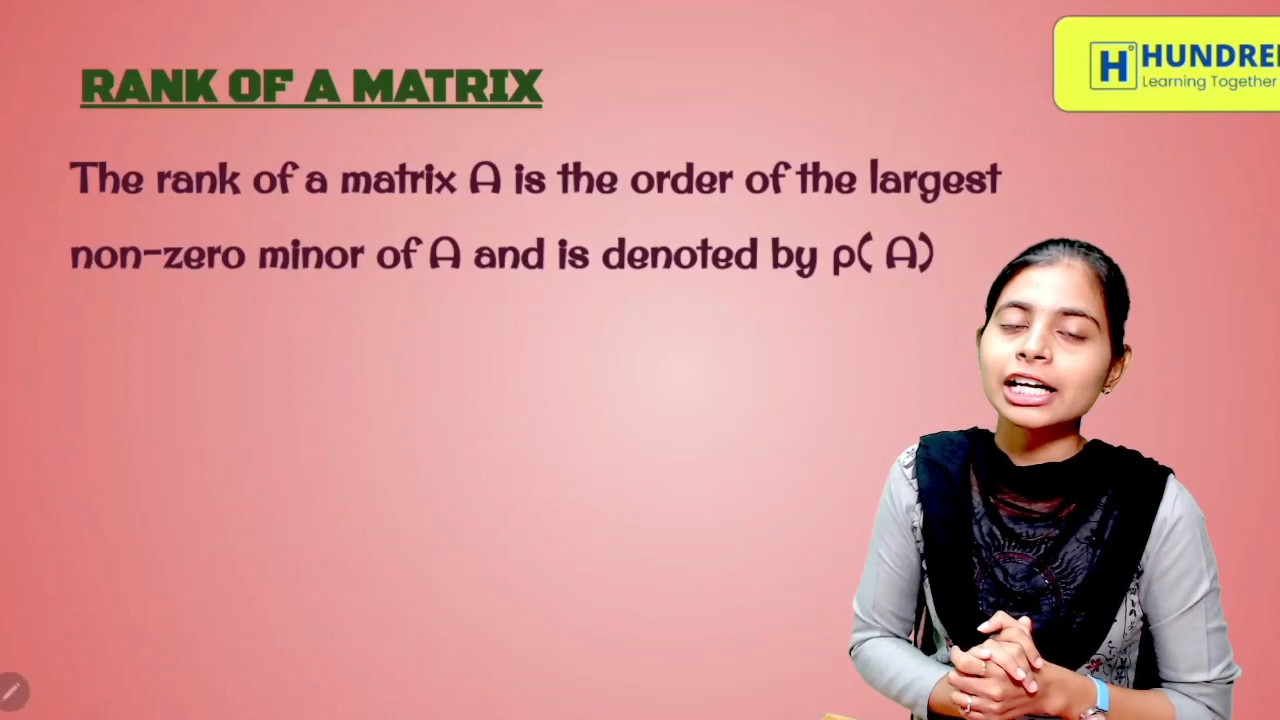 RANK OF A MATRIX
The rank of a matrix A is the order of the largest
non-zero minor of A and is denoted by ρ( A)
H
Learning Together